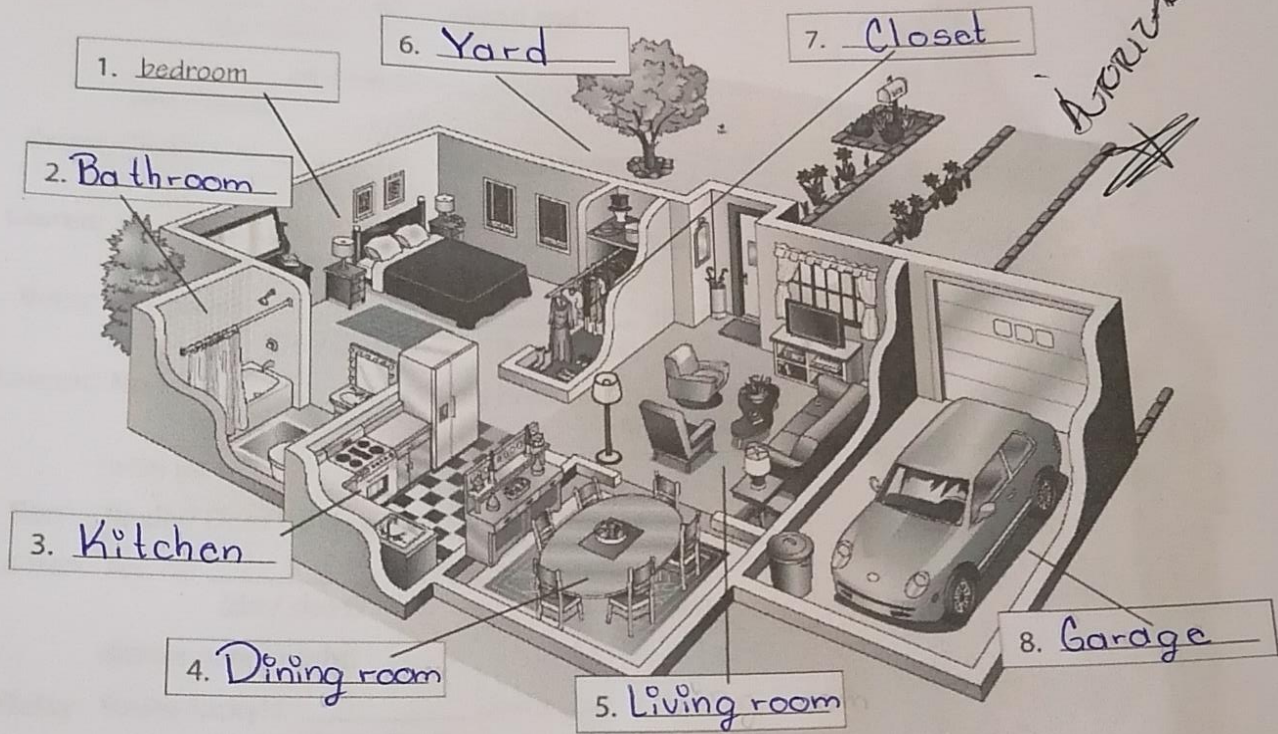 1. bedroom
2. Bathroom
3. Kitchen
4. Dining room
5. Living room
6. Yard
7. Closet
8. Garage